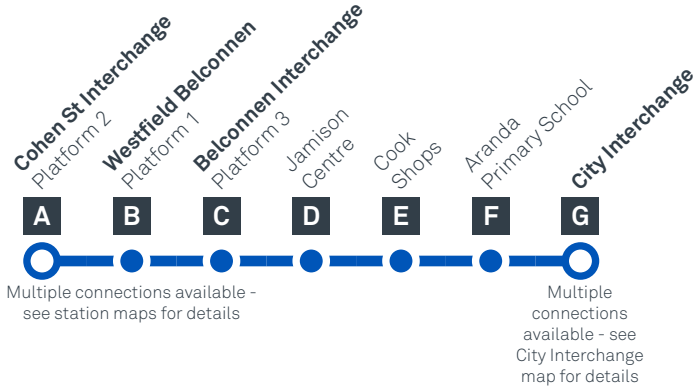 Cohen St Interchange
Platform 2
Westfield Belconnen
Platform 1
Belconnen Interchange
Platform 3
Jamison
Centre
Cook
Shops
Aranda
Primary School
City Interchange
A B C D E F G
Multiple connections available -
see station maps for details
Multiple
connections
available - see
City Interchange
map for details